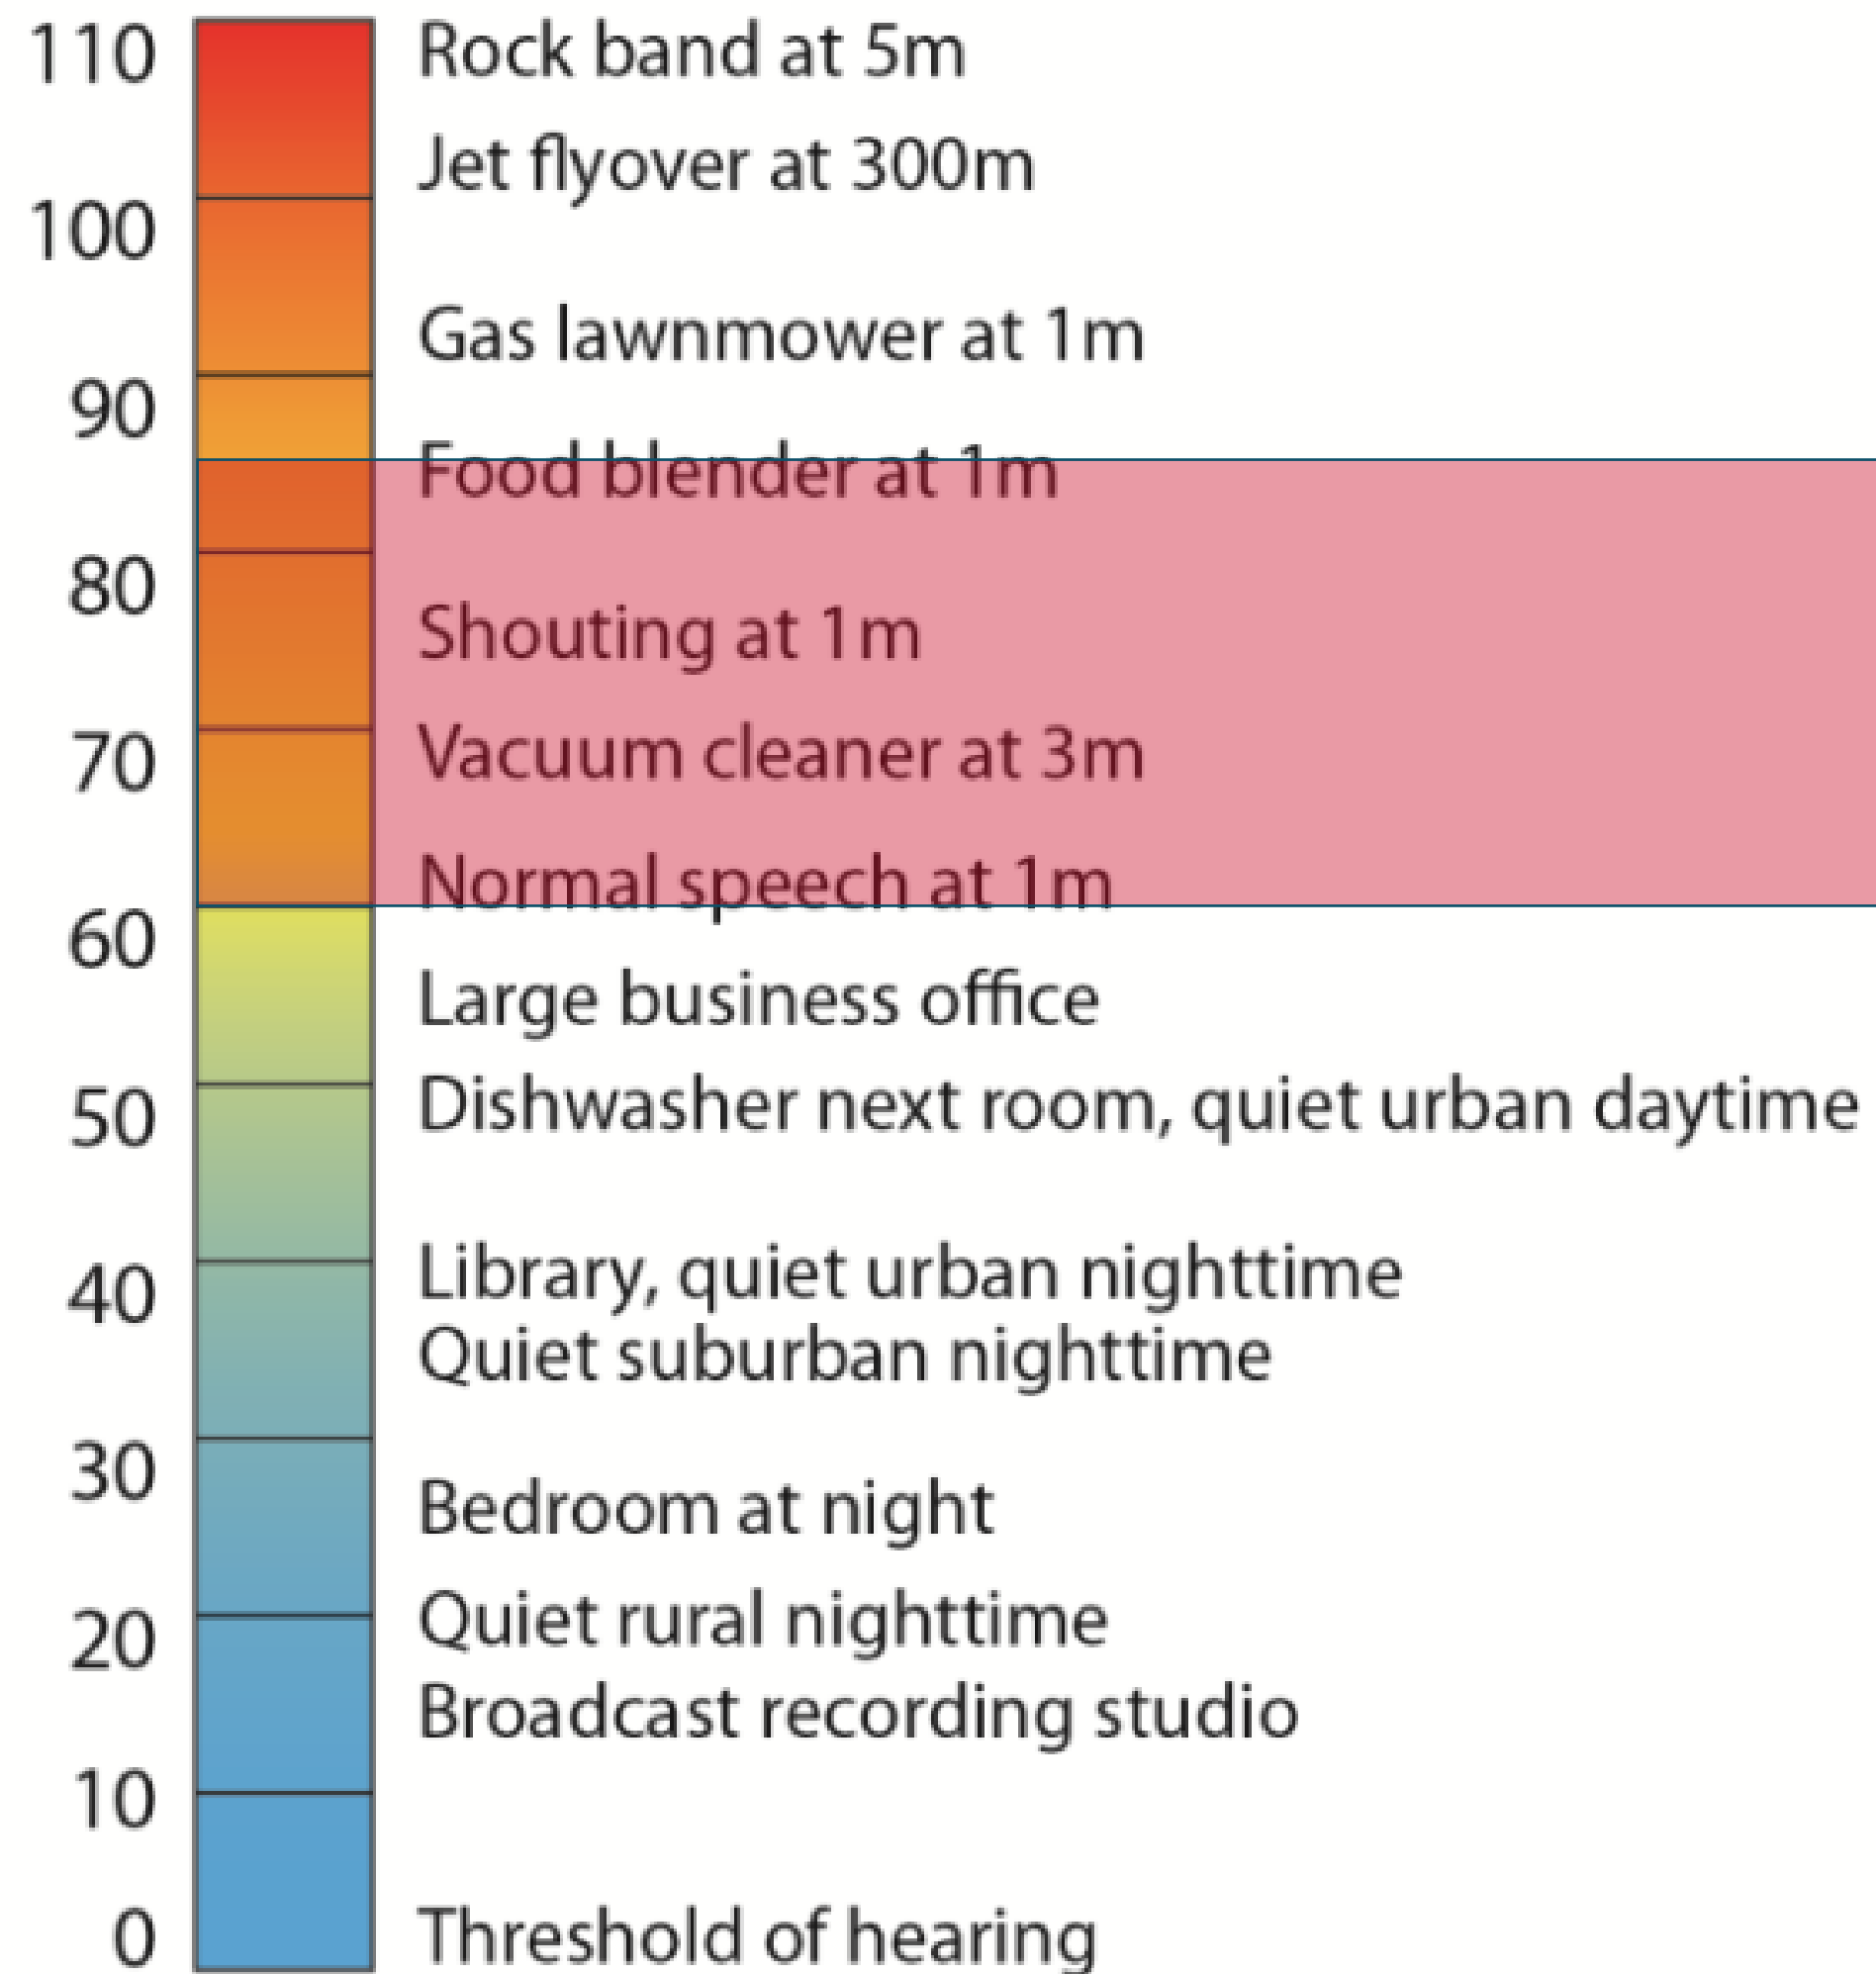 110 Rock band at 5m
Jet flyover at 300m
100
Gas lawnmower at 1m
90
Food blender at 1m
80
Shouting at 1m
70 Vacuum cleaner at 3m
Normal speech at 1m
60
Large business office
50 Dishwasher next room, quiet urban daytime
40 Library, quiet urban nighttime
Quiet suburban nighttime
30
Bedroom at night
20 Quiet rural nighttime
Broadcast recording studio
10
0 Threshold of hearing